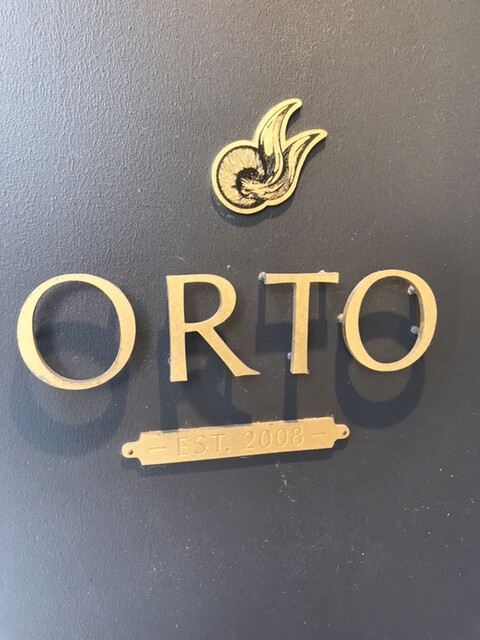 ORTO
– EST. 2008 –